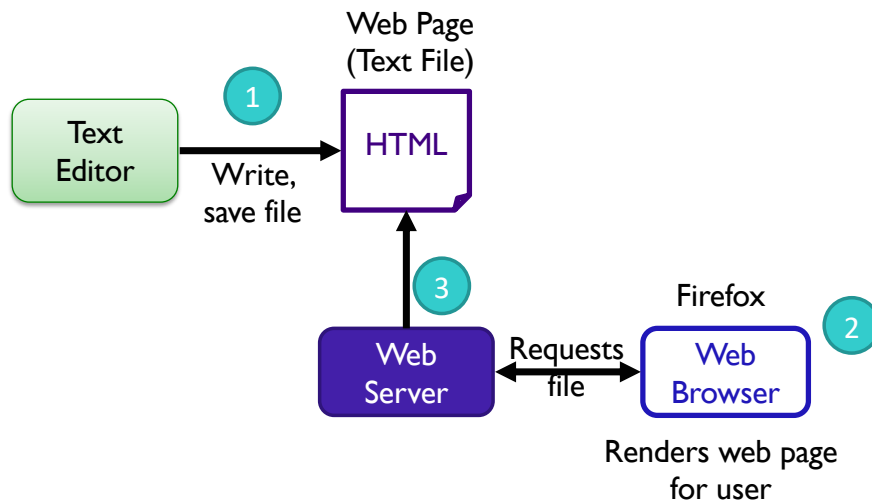 Web Page
(Text File)
1
Text
Editor
HTML
Write,
save file
3
Firefox
2
Web
Server
Requests
file
Web
Browser
Renders web page
for user